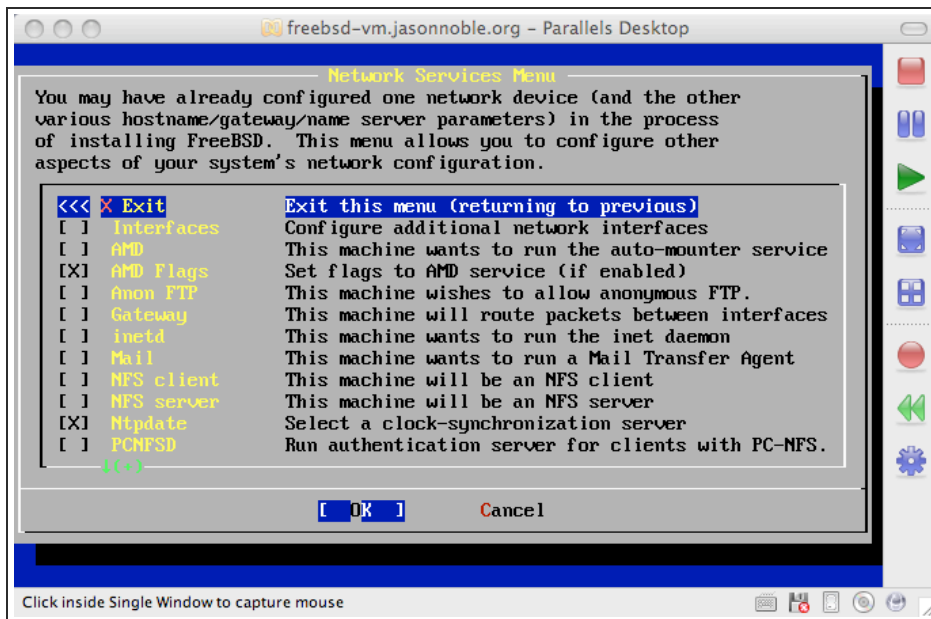 freebsd-vm.jasonnoble.org – Parallels Desktop
Network Services Menu
You may have already configured one network device (and the other
various hostname/gateway/name server parameters) in the process
of installing FreeBSD.  This menu allows you to configure other
aspects of your system's network configuration.
<<< X Exit Exit this menu (returning to previous)
[ ] Interfaces Configure additional network interfaces
[ ] AMD This machine wants to run the auto-mounter service
[X] AMD Flags Set flags to AMD service (if enabled)
[ ] Anon FTP This machine wishes to allow anonymous FTP.
[ ] Gateway This machine will route packets between interfaces
[ ] inetd This machine wants to run the inet daemon
[ ] Mail This machine wants to run a Mail Transfer Agent
[ ] NFS client This machine will be an NFS client
[ ] NFS server This machine will be an NFS server
[X] Ntpdate Select a clock-synchronization server
[ ] PCNFSD Run authentication server for clients with PC-NFS.
↓(+)
[ OK ] Cancel
Click inside Single Window to capture mouse